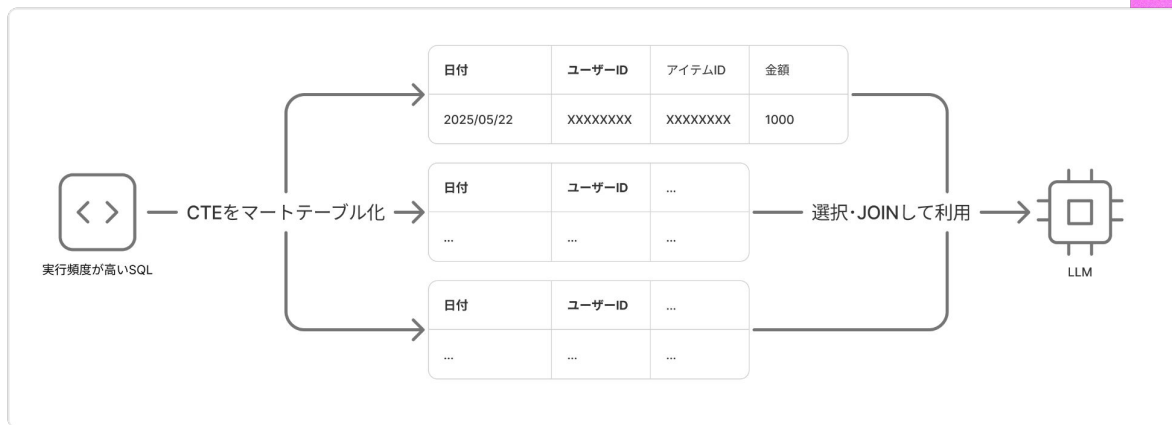 日付 ユーザーID アイテムID 金額
2025/05/22 XXXXXXXX XXXXXXXX 1000
実行頻度が高いSQL
CTEをマートテーブル化
日付 ユーザーID ...
... ... ...
選択・JOINして利用
LLM
日付 ユーザーID ...
... ... ...